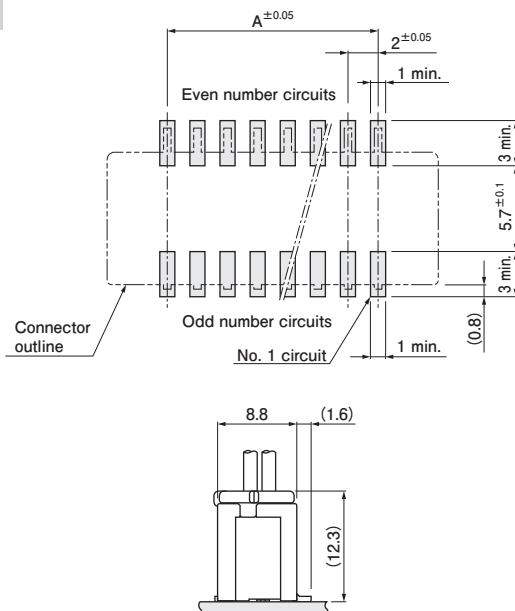 A±0.05
2±0.05
1 min.
Even number circuits
3 min.
5.7±0.1
3 min.
(0.8)
Odd number circuits
Connector
outline
No. 1 circuit
1 min.
8.8
(1.6)
(12.3)